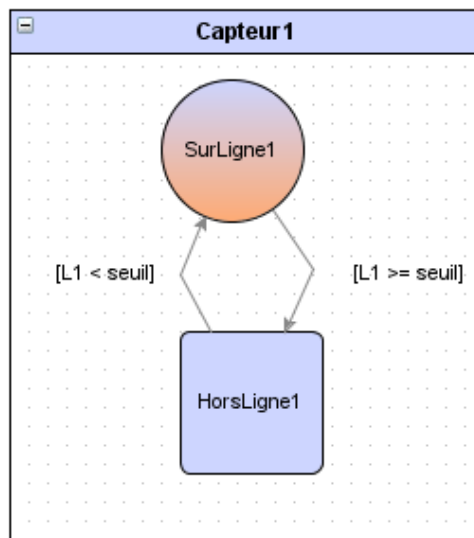 Capteur1
SurLigne1
[L1 < seuil]
[L1 >= seuil]
HorsLigne1